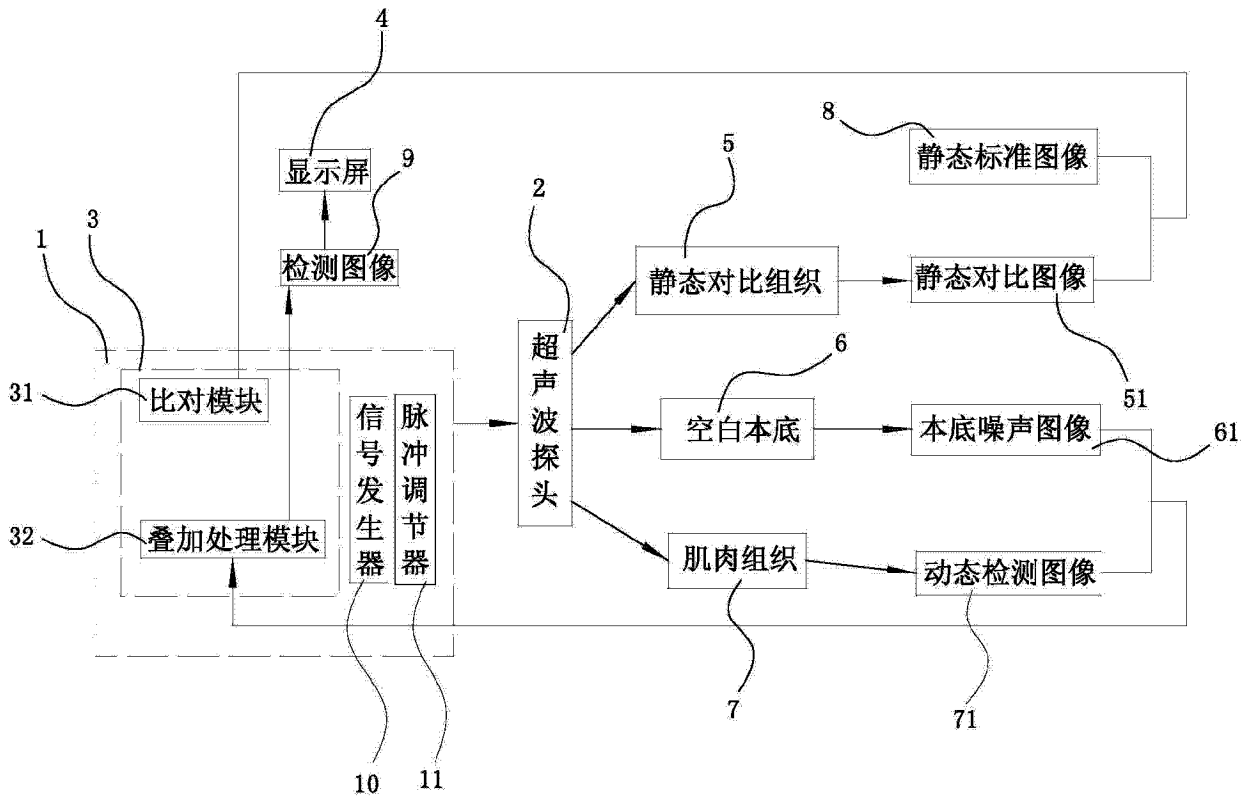 4
8
静态标准图像
显示屏
9
5
2
3
1
检测图像
静态对比组织
静态对比图像
51
超声波探头
6
31
比对模块
信号发生器
脉冲调节器
空白本底
本底噪声图像
61
32
叠加处理模块
肌肉组织
动态检测图像
7
71
10
11